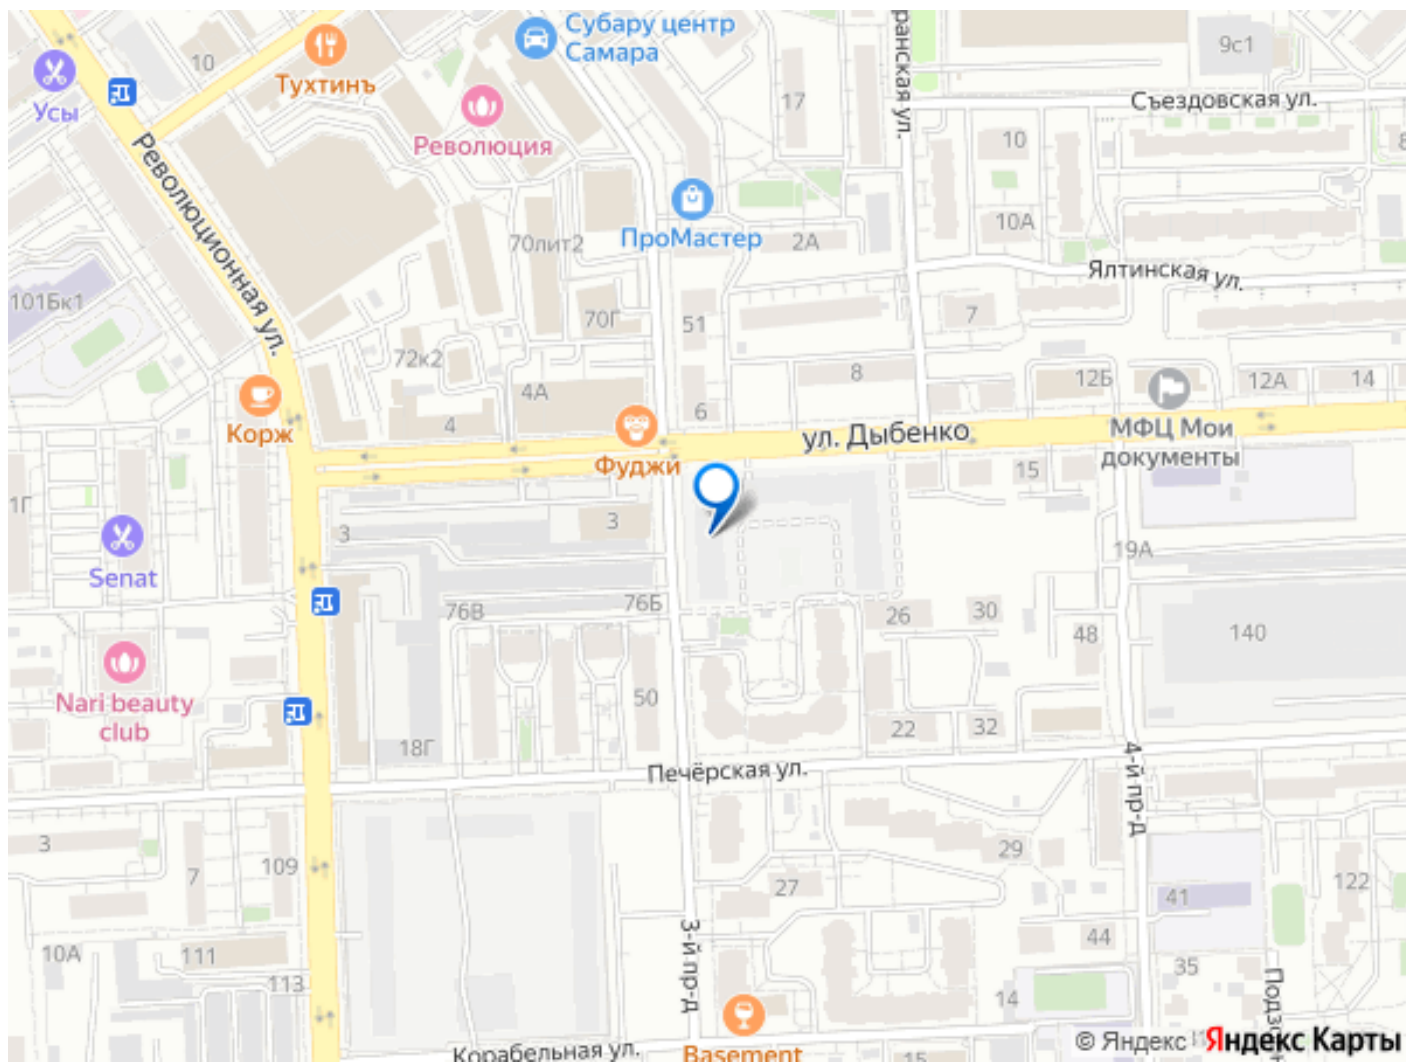 Субару центр
Самара
10
Тухтинъ
Усы
Революция
17
ранская ул.
9с1
Съездовская ул.
10
8
Революционная ул.
ПроМастер
70лит2
2А
10А
Ялтинская ул.
101Бк1
70Г
51
7
72к2
8
12Б
12А
14
4А
6
Корж
4
Фуджи
ул. Дыбенко
МФЦ Мои
документы
1Г
15
3
3
Senat
19А
76В
76Б
26
30
48
140
Nari beauty
club
50
22
32
18Г
Печёрская ул.
4-й пр-д
3
7
109
29
27
41
122
3-й пр-д
10А
111
113
44
35
14
Подз
Basement
15
Корабельная ул.
© Яндекс
Яндекс Карты